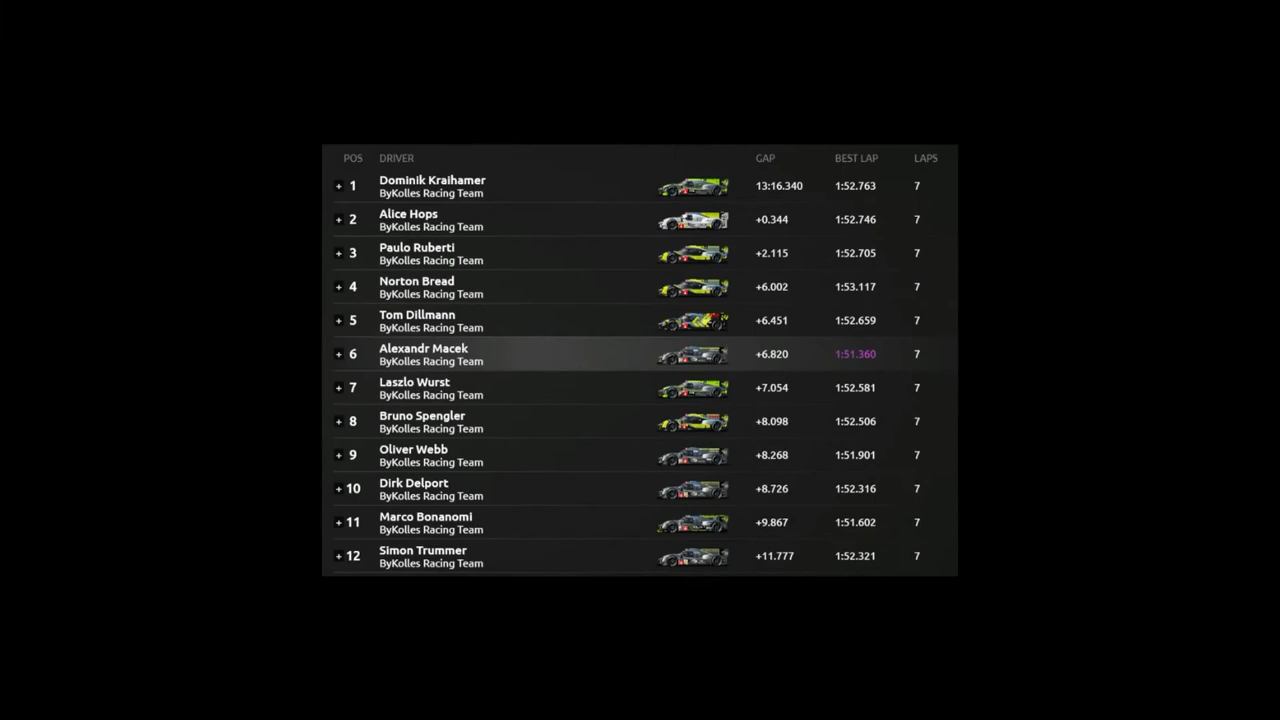 POS DRIVER GAP BEST LAP LAPS
+ 1 Dominik Kraihamer 13:16.340 1:52.763 7
ByKolles Racing Team
+ 2 Alice Hops +0.344 1:52.746 7
ByKolles Racing Team
+ 3 Paulo Ruberti +2.115 1:52.705 7
ByKolles Racing Team
+ 4 Norton Bread +6.002 1:53.117 7
ByKolles Racing Team
+ 5 Tom Dillmann +6.451 1:52.659 7
ByKolles Racing Team
+ 6 Alexandr Macek +6.820 1:51.360 7
ByKolles Racing Team
+ 7 Laszlo Wurst +7.054 1:52.581 7
ByKolles Racing Team
+ 8 Bruno Spengler +8.098 1:52.506 7
ByKolles Racing Team
+ 9 Oliver Webb +8.268 1:51.901 7
ByKolles Racing Team
+ 10 Dirk Delport +8.726 1:52.316 7
ByKolles Racing Team
+ 11 Marco Bonanomi +9.867 1:51.602 7
ByKolles Racing Team
+ 12 Simon Trummer +11.777 1:52.321 7
ByKolles Racing Team